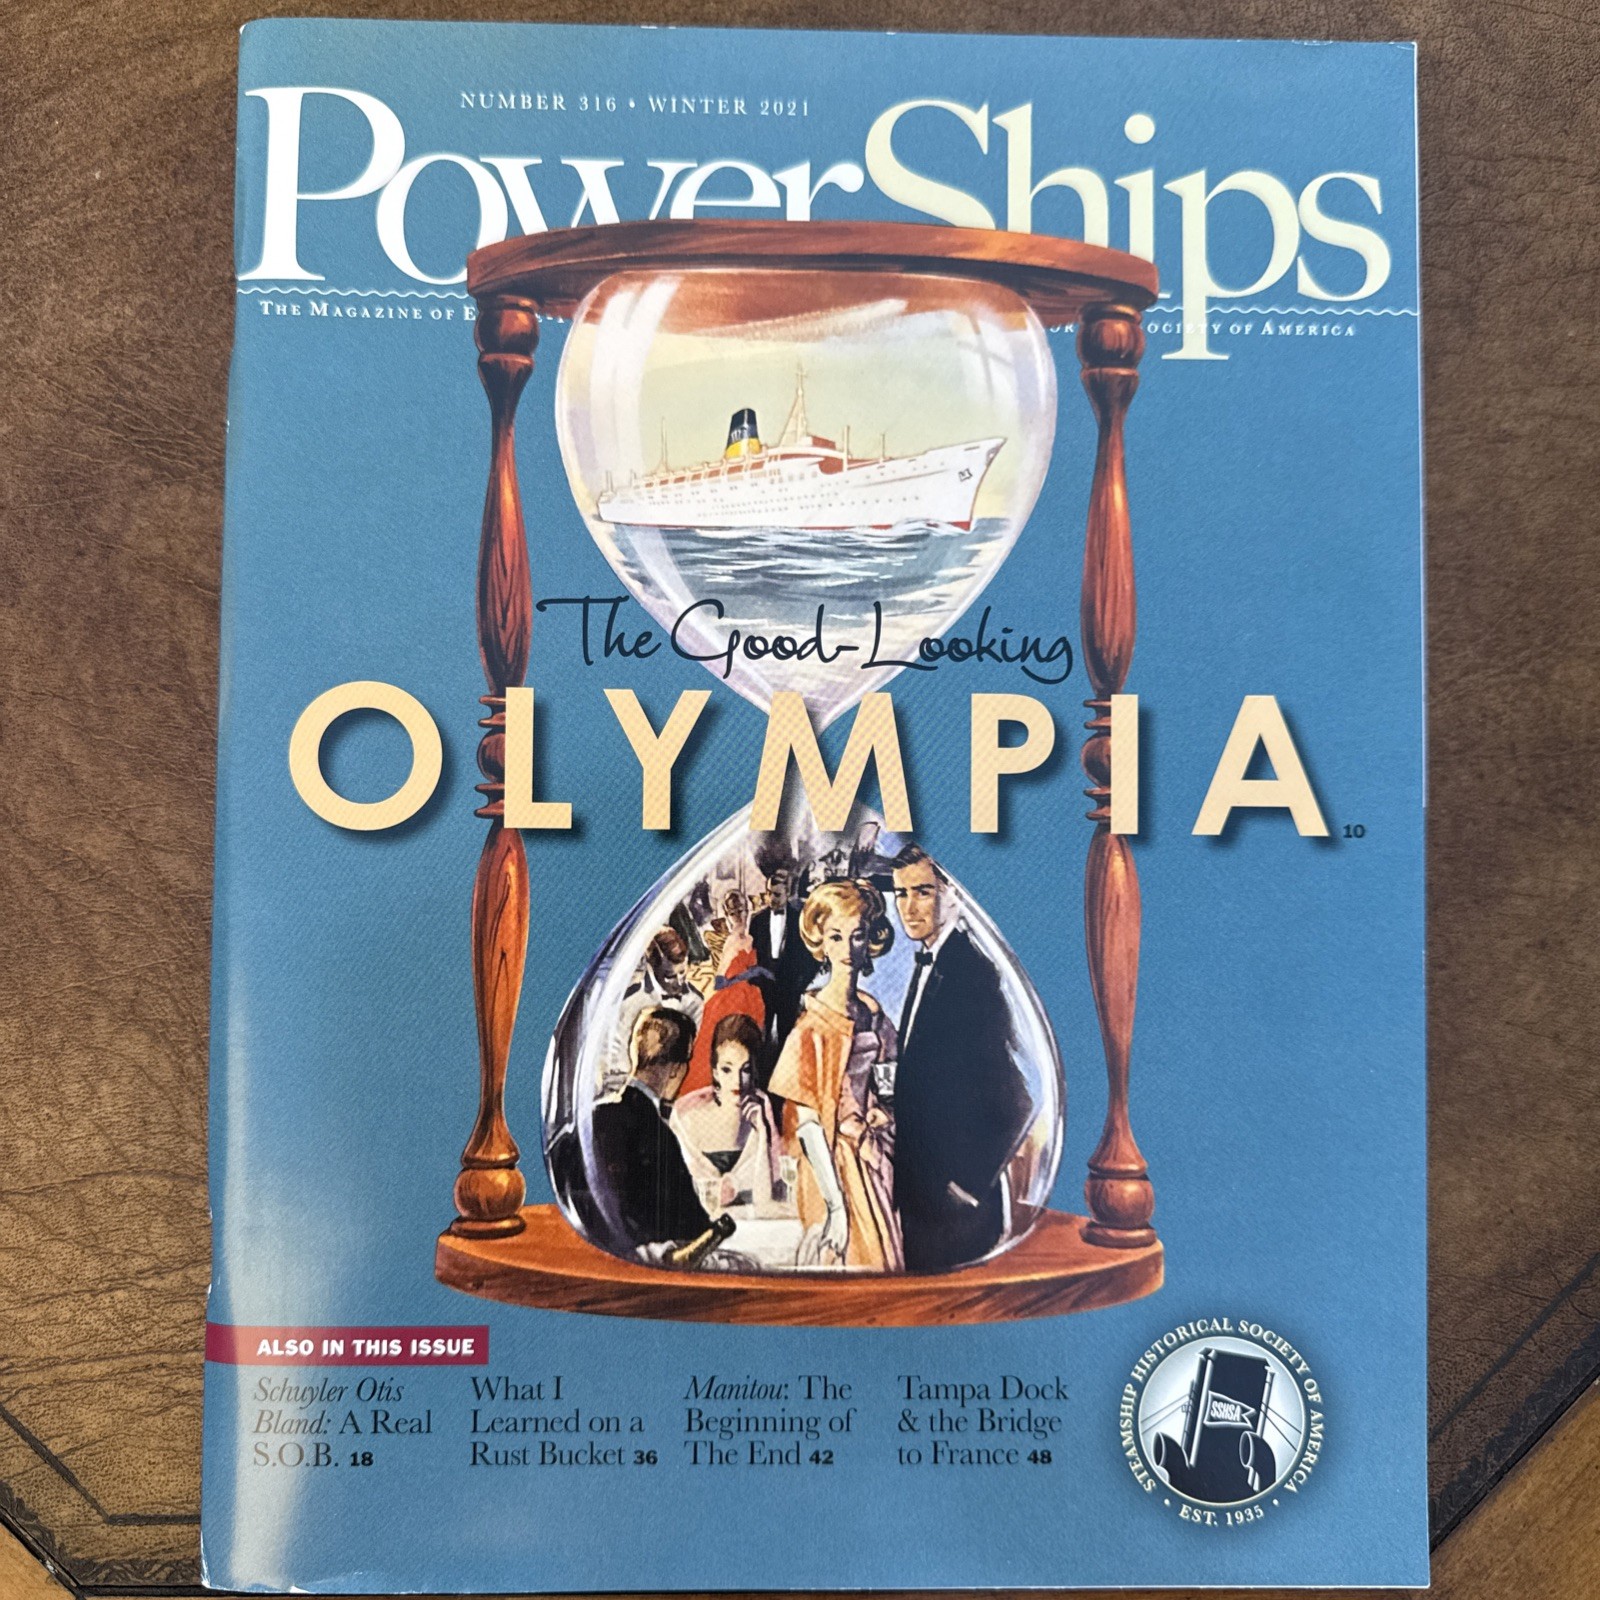 NUMBER 316 • WINTER 2021
PowerShips
THE MAGAZINE OF
SOCIETY OF AMERICA
The Good-Looking
OLYMPIA 10
ALSO IN THIS ISSUE
Schuyler Otis
Bland: A Real
S.O.B. 18
What I
Learned on a
Rust Bucket 36
Manitou: The
Beginning of
The End 42
Tampa Dock
& the Bridge
to France 48
STEAMSHIP HISTORICAL SOCIETY OF AMERICA
SSHSA
• EST. 1935 •